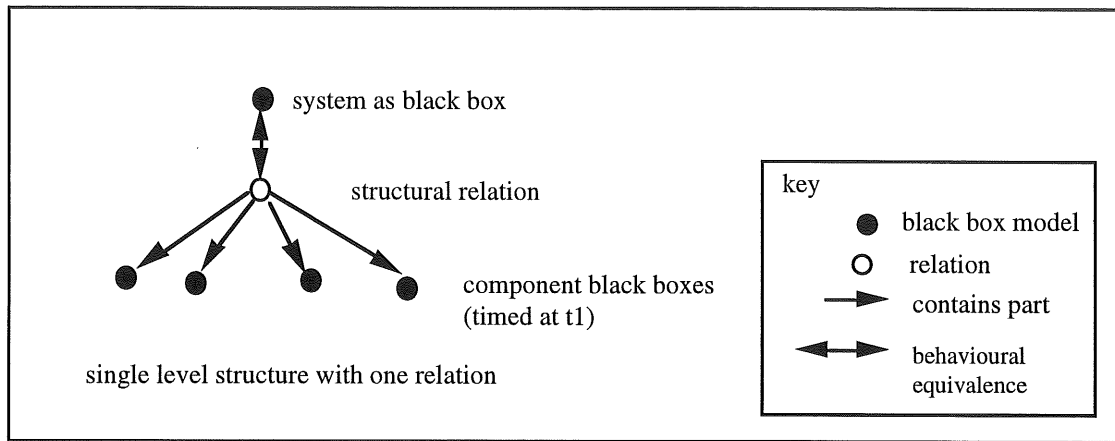 system as black box
structural relation
component black boxes
(timed at t1)
single level structure with one relation
key
black box model
relation
contains part
behavioural
equivalence